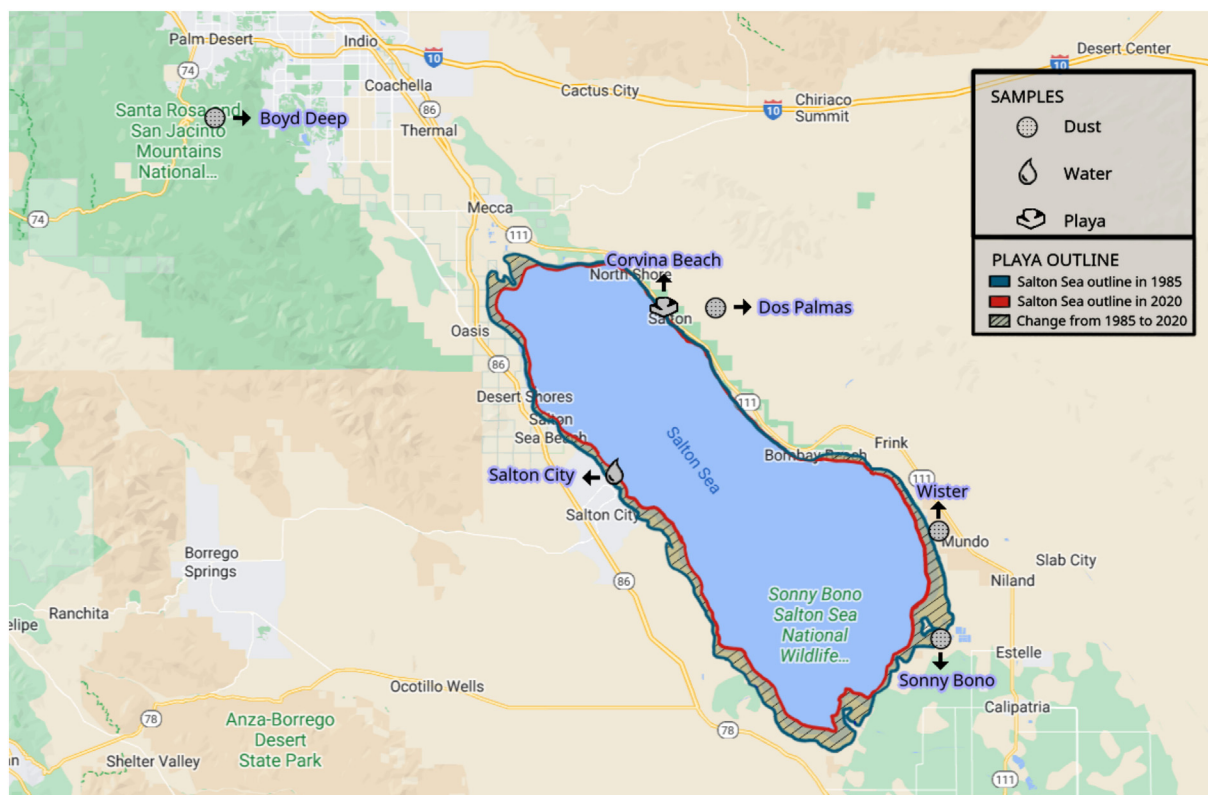 Palm Desert
Indio
10
Desert Center
10
74
Coachella
Cactus City
Chiriaco
Summit
10
86
Thermal
Santa Rosa and
San Jacinto
Mountains
National...
Boyd Deep
SAMPLES
Dust
Water
Playa
PLAYA OUTLINE
Salton Sea outline in 1985
Salton Sea outline in 2020
Change from 1985 to 2020
74
Mecca
111
Corvina Beach
North Shore
Dos Palmas
Salton
Oasis
86
Desert Shores
Salton
Sea Beach
111
Salton Sea
Frink
Bombay Beach
111
Salton City
Wister
Salton City
Mundo
Slab City
Niland
Borrego
Springs
86
Sonny Bono
Salton Sea
National
Wildlife...
Ranchita
elipe
Estelle
Sonny Bono
Ocotillo Wells
Calipatria
78
Anza-Borrego
Desert
State Park
78
Shelter Valley
an
111